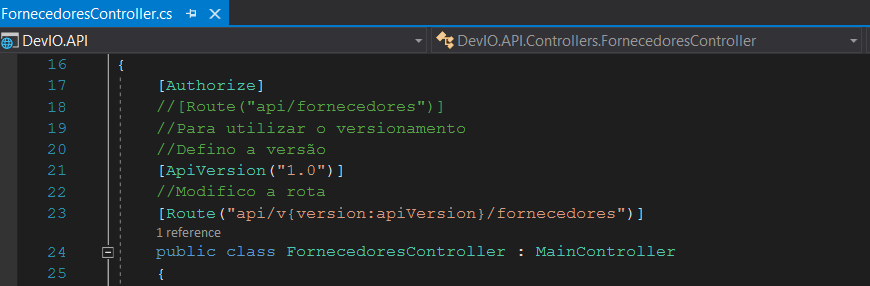 FornecedoresController.cs
DevIO.API DevIO.API.Controllers.FornecedoresController
16 {
17 [Authorize]
18 //[Route("api/fornecedores")]
19 //Para utilizar o versionamento
20 //Defino a versão
21 [ApiVersion("1.0")]
22 //Modifico a rota
23 [Route("api/v{version:apiVersion}/fornecedores")]
1 reference
24 public class FornecedoresController : MainController
25 {